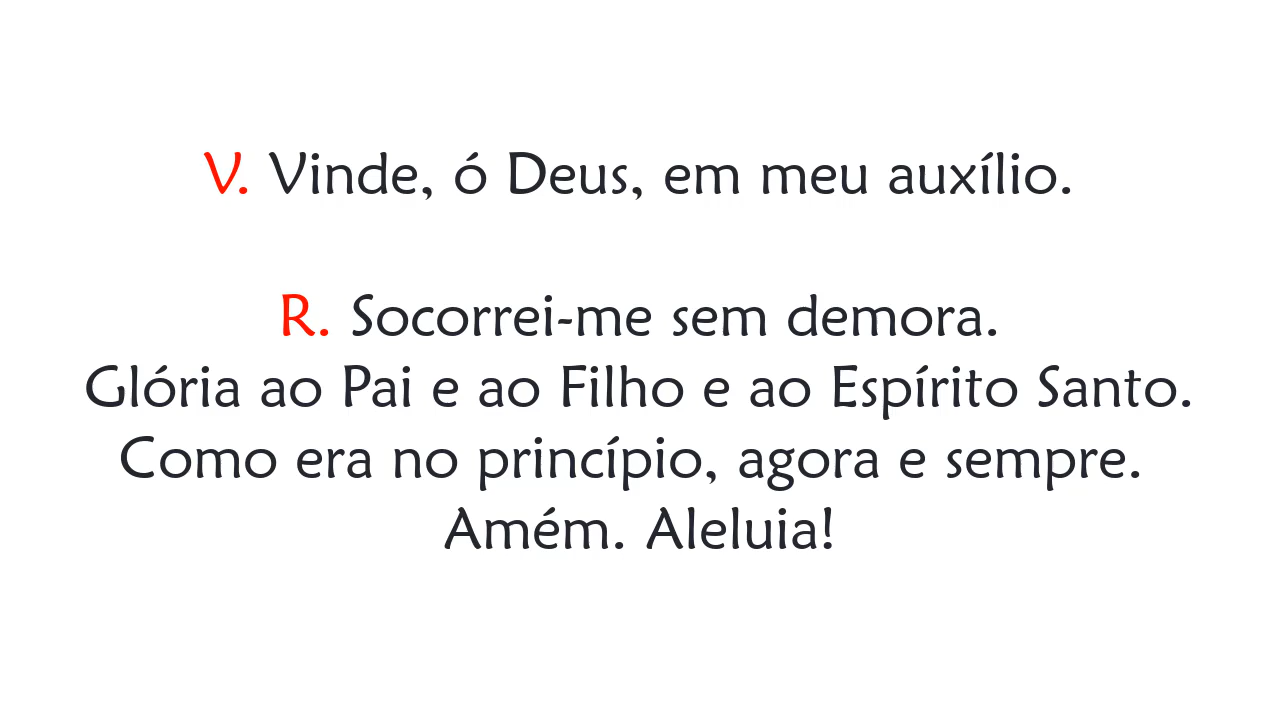 V. Vinde, ó Deus, em meu auxílio.
R. Socorrei-me sem demora.
Glória ao Pai e ao Filho e ao Espírito Santo.
Como era no princípio, agora e sempre.
Amém. Aleluia!